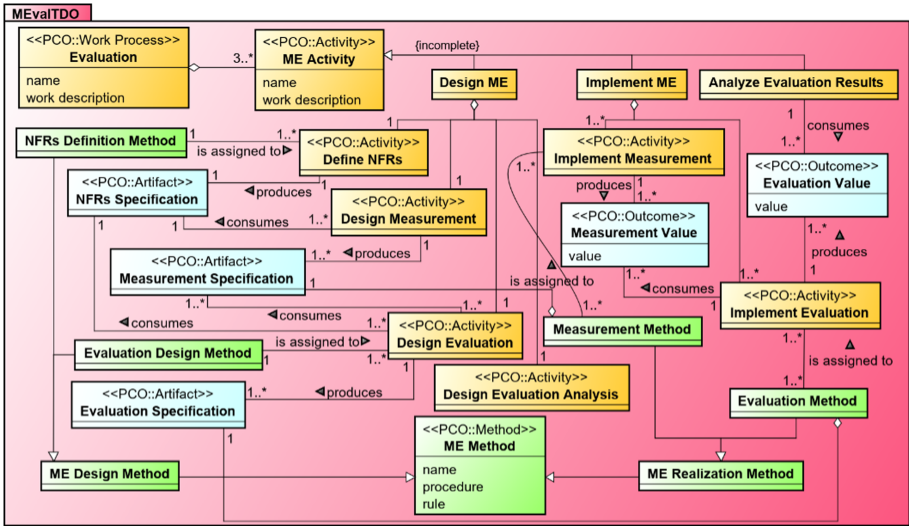 MEvalTDO
<<PCO::Work Process>>
Evaluation
name
work description
3..*
<<PCO::Activity>>
ME Activity
name
work description
{incomplete}
Design ME
Implement ME
Analyze Evaluation Results
1
consumes
1..*
NFRs Definition Method
1
1..*
is assigned to
1
<<PCO::Activity>>
Define NFRs
1..*
<<PCO::Activity>>
Implement Measurement
1..*
<<PCO::Outcome>>
Evaluation Value
value
<<PCO::Artifact>>
NFRs Specification
1
produces
1
1
<<PCO::Activity>>
Design Measurement
produces
1
1..*
<<PCO::Outcome>>
Measurement Value
value
1
1
consumes
1..*
1..*
produces
1
<<PCO::Artifact>>
Measurement Specification
1..*
produces
1
1
is assigned to
1..*
consumes
1
1..*
<<PCO::Activity>>
Implement Evaluation
1..*
consumes
1..*
1
1..*
consumes
1..*
<<PCO::Activity>>
Design Evaluation
Measurement Method
1..*
is assigned to
1..*
Evaluation Design Method
1
is assigned to
1..*
1
1
<<PCO::Activity>>
Design Evaluation Analysis
<<PCO::Artifact>>
Evaluation Specification
1..*
produces
1
Evaluation Method
<<PCO::Method>>
ME Method
name
procedure
rule
ME Design Method
ME Realization Method